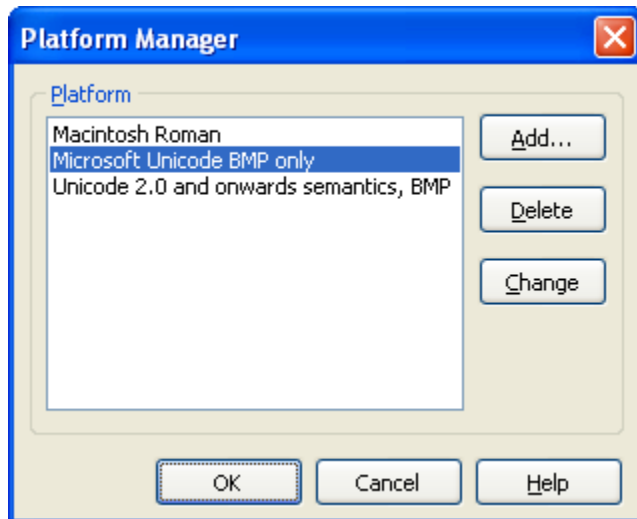 Platform Manager
Platform
Macintosh Roman
Microsoft Unicode BMP only
Unicode 2.0 and onwards semantics, BMP
Add...
Delete
Change
OK
Cancel
Help